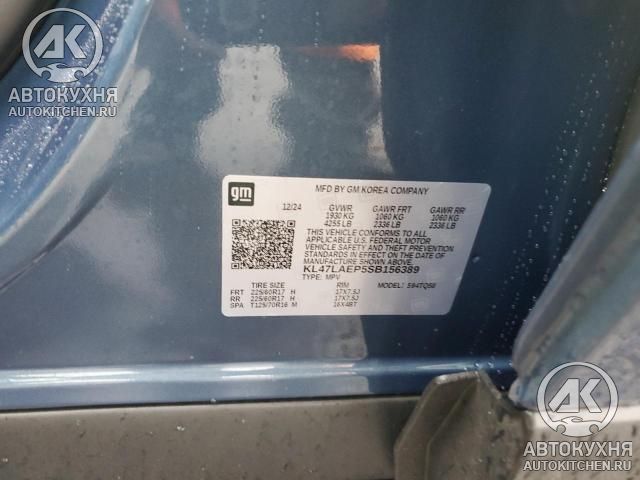 AK
АВТОКУХНЯ
AUTOKITCHEN.RU
gm
MFD BY GM KOREA COMPANY
12/24 GVWR GAWR FRT GAWR RR
1930 KG 1060 KG 1060 KG
4255 LB 2336 LB 2336 LB
THIS VEHICLE CONFORMS TO ALL
APPLICABLE U.S. FEDERAL MOTOR
VEHICLE SAFETY AND THEFT PREVENTION
STANDARDS IN EFFECT ON THE DATE
OF MANUFACTURE SHOWN ABOVE.
KL47LAEP5SB156389
TYPE: MPV MODEL:
TIRE SIZE RIM
FRT 225/60R17 H 17X7.5J
RR 225/60R17 H 17X7.5J
SPA T125/70R16 M 16X4BT
AK
АВТОКУХНЯ
AUTOKITCHEN.RU